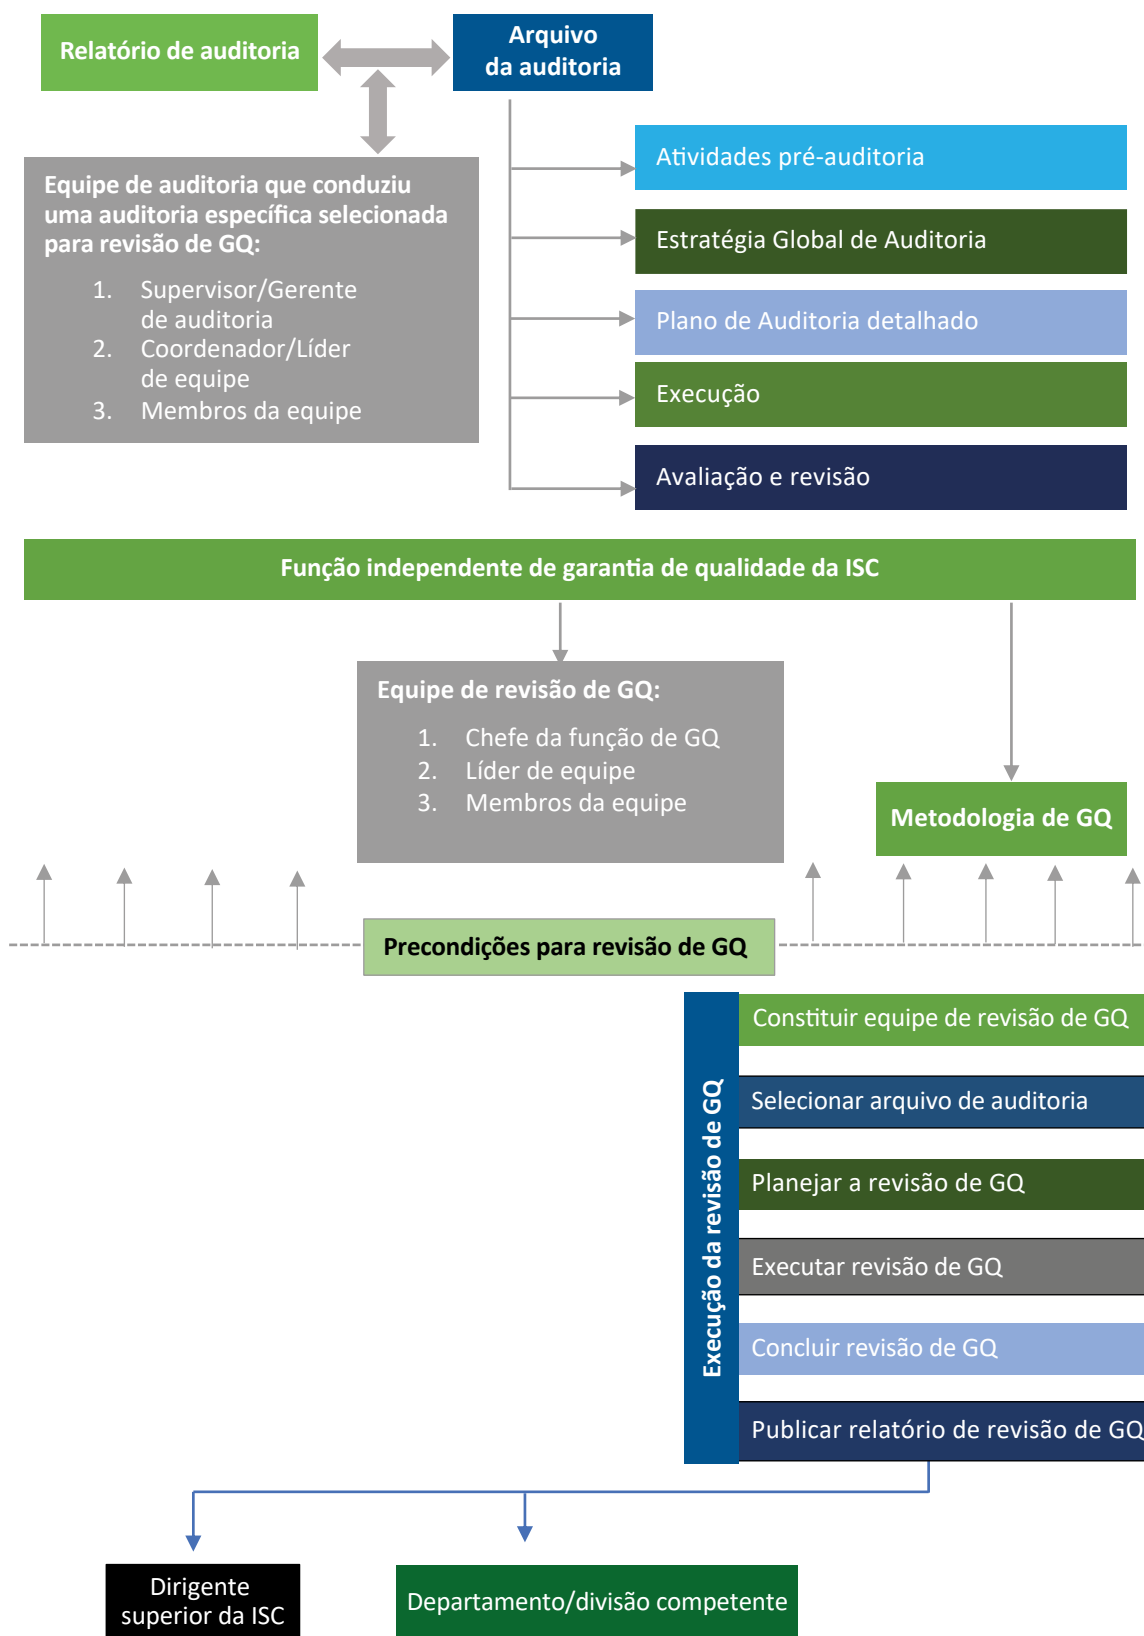 Relatório de auditoria
Arquivo
da auditoria
Atividades pré-auditoria
Equipe de auditoria que conduziu
uma auditoria específica selecionada
para revisão de GQ:
1. Supervisor/Gerente
de auditoria
2. Coordenador/Líder
de equipe
3. Membros da equipe
Estratégia Global de Auditoria
Plano de Auditoria detalhado
Execução
Avaliação e revisão
Função independente de garantia de qualidade da ISC
Equipe de revisão de GQ:
1. Chefe da função de GQ
2. Líder de equipe
3. Membros da equipe
Metodologia de GQ
Precondições para revisão de GQ
Execução da revisão de GQ
Constituir equipe de revisão de GQ
Selecionar arquivo de auditoria
Planejar a revisão de GQ
Executar revisão de GQ
Concluir revisão de GQ
Publicar relatório de revisão de GQ
Dirigente
superior da ISC
Departamento/divisão competente